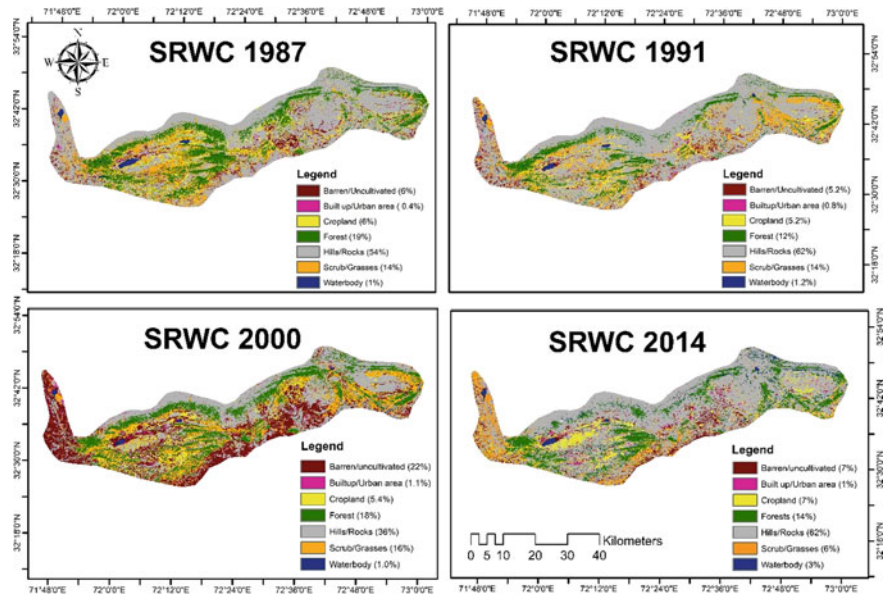 71°48'0"E 72°0'0"E 72°12'0"E 72°24'0"E 72°36'0"E 72°48'0"E 73°0'0"E
32°54'0"N
32°42'0"N
32°30'0"N
32°18'0"N
N
W E
S
SRWC 1987
Legend
Barren/Uncultivated (6%)
Built up/Urban area ( 0.4%)
Cropland (6%)
Forest (19%)
Hills/Rocks (54%)
Scrub/Grasses (14%)
Waterbody (1%)
71°48'0"E 72°0'0"E 72°12'0"E 72°24'0"E 72°36'0"E 72°48'0"E 73°0'0"E
SRWC 1991
Legend
Barren/Uncultivated (5.2%)
Builtup/Urban area (0.8%)
Cropland (5.2%)
Forest (12%)
Hills/Rocks (62%)
Scrub/Grasses (14%)
Waterbody (1.2%)
32°54'0"N
32°42'0"N
32°30'0"N
32°18'0"N
32°54'0"N
32°42'0"N
32°30'0"N
32°18'0"N
SRWC 2000
Legend
Barren/uncultivated (22%)
Builtup/Urban area (1.1%)
Cropland (5.4%)
Forest (18%)
Hills/Rocks (36%)
Scrub/Grasses (16%)
Waterbody (1.0%)
71°48'0"E 72°0'0"E 72°12'0"E 72°24'0"E 72°36'0"E 72°48'0"E 73°0'0"E
SRWC 2014
Legend
Barren/uncultivated (7%)
Built up/Urban area (1%)
Cropland (7%)
Forests (14%)
Hills/Rocks (62%)
Scrub/Grasses (6%)
Waterbody (3%)
Kilometers
0 5 10 20 30 40
32°54'0"N
32°42'0"N
32°30'0"N
32°18'0"N
71°48'0"E 72°0'0"E 72°12'0"E 72°24'0"E 72°36'0"E 72°48'0"E 73°0'0"E